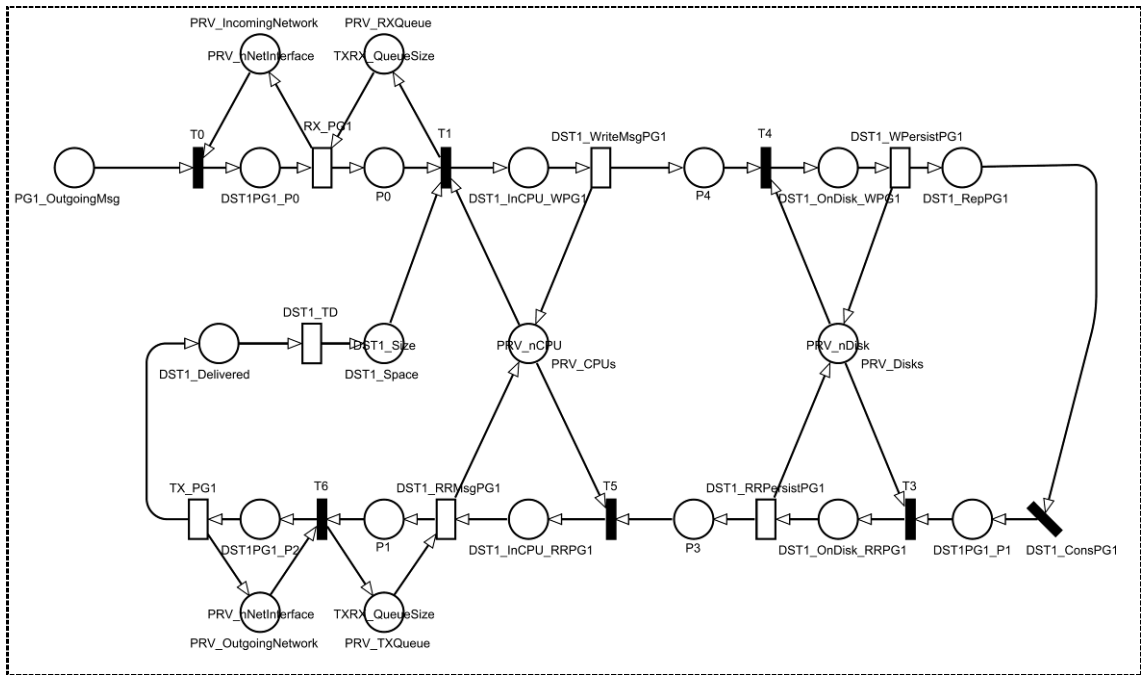 PRV_IncomingNetwork
PRV_RXQueue
PRV_nNetInterface
TXRX_QueueSize
RX_PG1
T0
T1
DST1_WriteMsgPG1
T4
DST1_WPersistPG1
PG1_OutgoingMsg
DST1PG1_P0
P0
DST1_InCPU_WPG1
P4
DST1_OnDisk_WPG1
DST1_RepPG1
DST1_TD
DST1_Size
PRV_nCPU
PRV_nDisk
DST1_Delivered
DST1_Space
PRV_CPUs
PRV_Disks
TX_PG1
T6
DST1_RRMsgPG1
T5
DST1_RRPersistPG1
T3
DST1PG1_P2
P1
DST1_InCPU_RRPG1
P3
DST1_OnDisk_RRPG1
DST1PG1_P1
DST1_ConsPG1
PRV_nNetInterface
TXRX_QueueSize
PRV_OutgoingNetwork
PRV_TXQueue